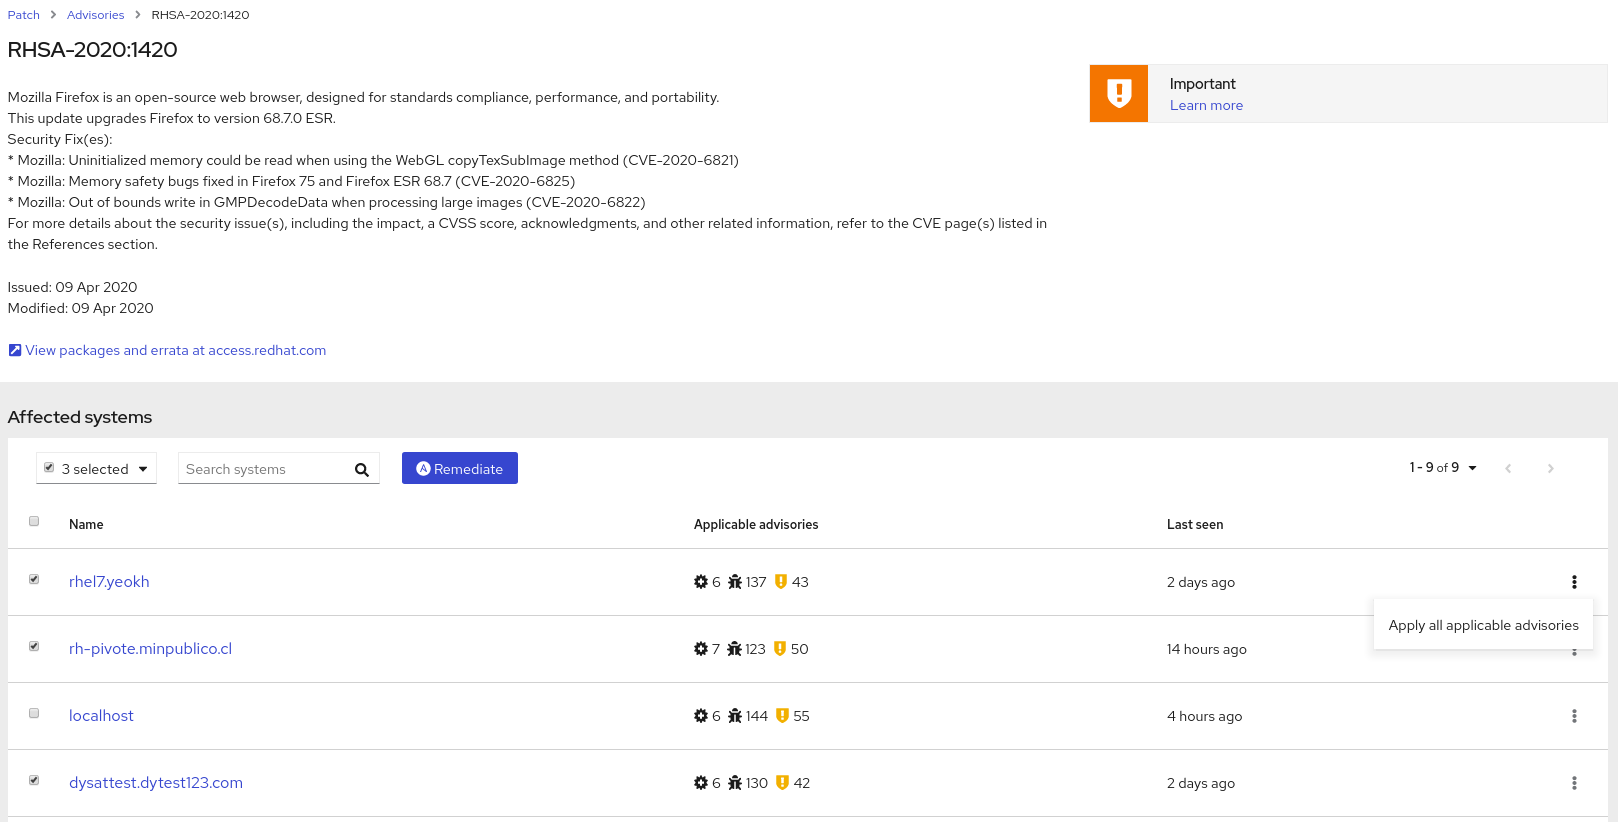 Patch > Advisories > RHSA-2020:1420
RHSA-2020:1420
Mozilla Firefox is an open-source web browser, designed for standards compliance, performance, and portability.
This update upgrades Firefox to version 68.7.0 ESR.
Security Fix(es):
* Mozilla: Uninitialized memory could be read when using the WebGL copyTexSubImage method (CVE-2020-6821)
* Mozilla: Memory safety bugs fixed in Firefox 75 and Firefox ESR 68.7 (CVE-2020-6825)
* Mozilla: Out of bounds write in GMPDecodeData when processing large images (CVE-2020-6822)
For more details about the security issue(s), including the impact, a CVSS score, acknowledgments, and other related information, refer to the CVE page(s) listed in
the References section.
Issued: 09 Apr 2020
Modified: 09 Apr 2020
View packages and errata at access.redhat.com
Important
Learn more
Affected systems
3 selected Search systems Remediate 1 - 9 of 9
Name Applicable advisories Last seen
rhel7.yeokh 6 137 43 2 days ago
Apply all applicable advisories
rh-pivote.minpublico.cl 7 123 50 14 hours ago
localhost 6 144 55 4 hours ago
dysattest.dytest123.com 6 130 42 2 days ago